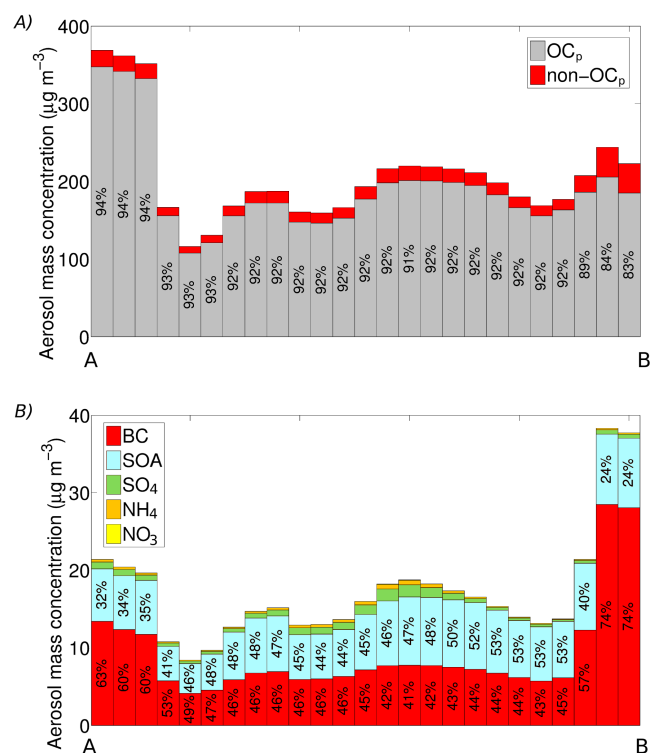 A)
Aerosol mass concentration (μg m⁻³)
400
300
200
100
0
OCₚ
non−OCₚ
94% 94% 94% 93% 93% 93% 92% 92% 92% 92% 92% 92% 92% 92% 91% 92% 92% 92% 92% 92% 92% 92% 89% 84% 83%
A B
B)
Aerosol mass concentration (μg m⁻³)
40
30
20
10
0
BC
SOA
SO₄
NH₄
NO₃
32% 34% 35% 41% 46% 48% 48% 48% 47% 45% 44% 44% 45% 46% 47% 48% 50% 52% 53% 53% 53% 53% 40% 24% 24%
63% 60% 60% 53% 49% 47% 46% 46% 46% 46% 46% 46% 45% 42% 41% 42% 43% 44% 44% 44% 43% 45% 57% 74% 74%
A B